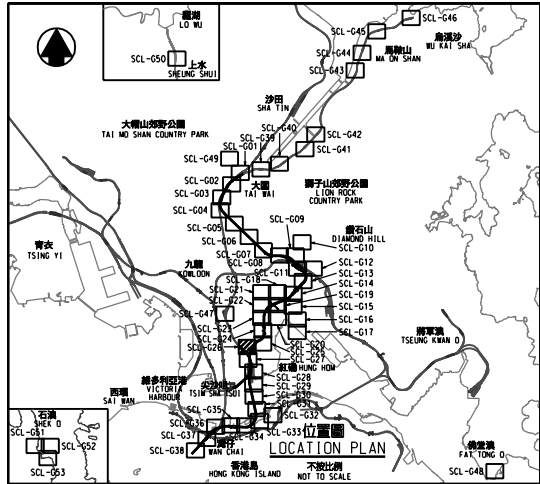 羅湖
LO WU
SCL-G50
上水
SHEUNG SHUI
SCL-G46
SCL-G45
烏溪沙
WU KAI SHA
SCL-G44
馬鞍山
MA ON SHAN
SCL-G43
沙田
SHA TIN
大帽山郊野公園
TAI MO SHAN COUNTRY PARK
SCL-G40
SCL-G39
SCL-G42
SCL-G01
SCL-G41
SCL-G49
SCL-G02
大圍
TAI WAI
獅子山郊野公園
LION ROCK
COUNTRY PARK
SCL-G03
SCL-G04
SCL-G05
SCL-G09
鑽石山
DIAMOND HILL
SCL-G06
SCL-G10
青衣
TSING YI
SCL-G07
SCL-G08
SCL-G12
九龍
KOWLOON
SCL-G11
SCL-G13
SCL-G18
SCL-G14
SCL-G21
SCL-G19
SCL-G22
SCL-G15
SCL-G47
SCL-G16
SCL-G23
SCL-G17
SCL-G24
SCL-G20
將軍澳
TSEUNG KWAN O
SCL-G26
SCL-G27
紅磡 HUNG HOM
SCL-G28
維多利亞港
VICTORIA
HARBOUR
尖沙咀
TSIM SHA TSUI
西環
SAI WAN
SCL-G29
SCL-G30
SCL-G31
SCL-G35
SCL-G32
石澳
SHEK O
SCL-G36
SCL-G33
SCL-G34
位置圖
LOCATION PLAN
SCL-G51
SCL-G52
SCL-G37
灣仔
WAN CHAI
SCL-G38
SCL-G53
香港島
HONG KONG ISLAND
不按比例
NOT TO SCALE
佛堂澳
FAT TONG O
SCL-G48